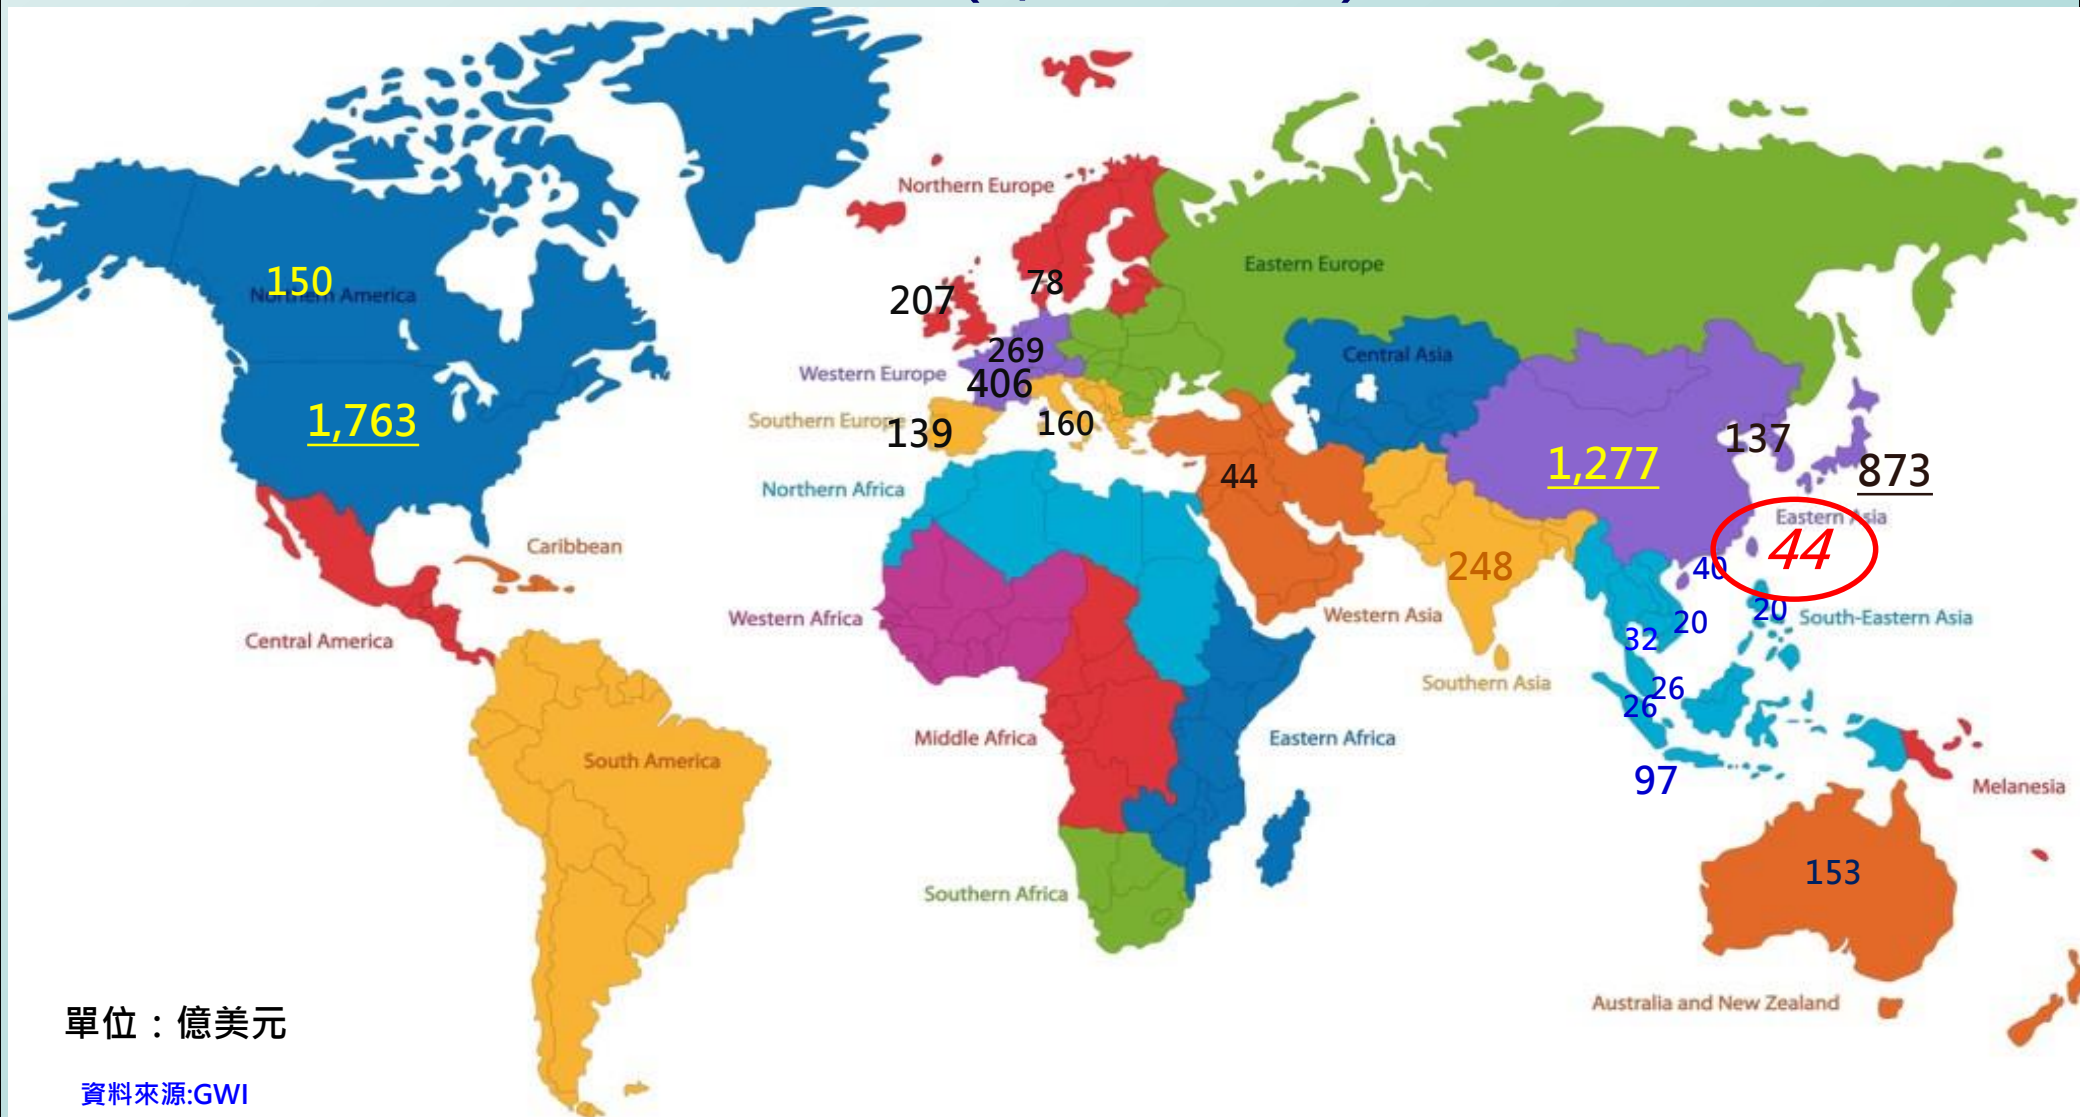 Northern Europe
150
Northern America
207
78
Eastern Europe
269
Western Europe
406
Central Asia
1,763
Southern Europe
139
160
137
1,277
873
44
Northern Africa
Eastern Asia
44
Caribbean
248
40
Western Africa
Western Asia
20
South-Eastern Asia
20
32
Central America
Southern Asia
26
26
Middle Africa
Eastern Africa
South America
97
Melanesia
153
Southern Africa
Australia and New Zealand
單位：億美元
資料來源:GWI